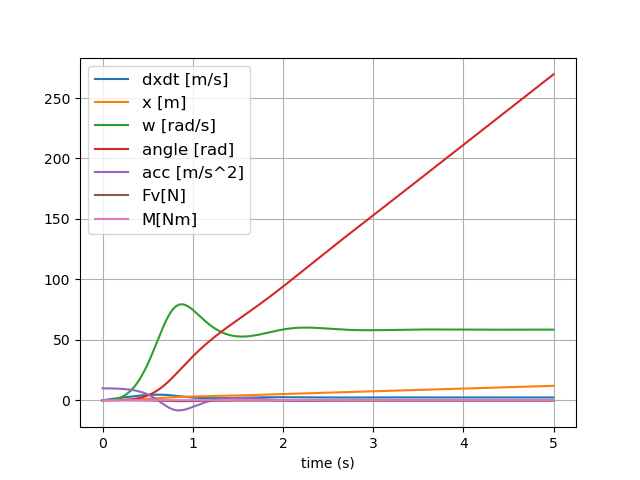 dxdt [m/s]
x [m]
w [rad/s]
angle [rad]
acc [m/s^2]
Fv[N]
M[Nm]
250
200
150
100
50
0
0 1 2 3 4 5
time (s)